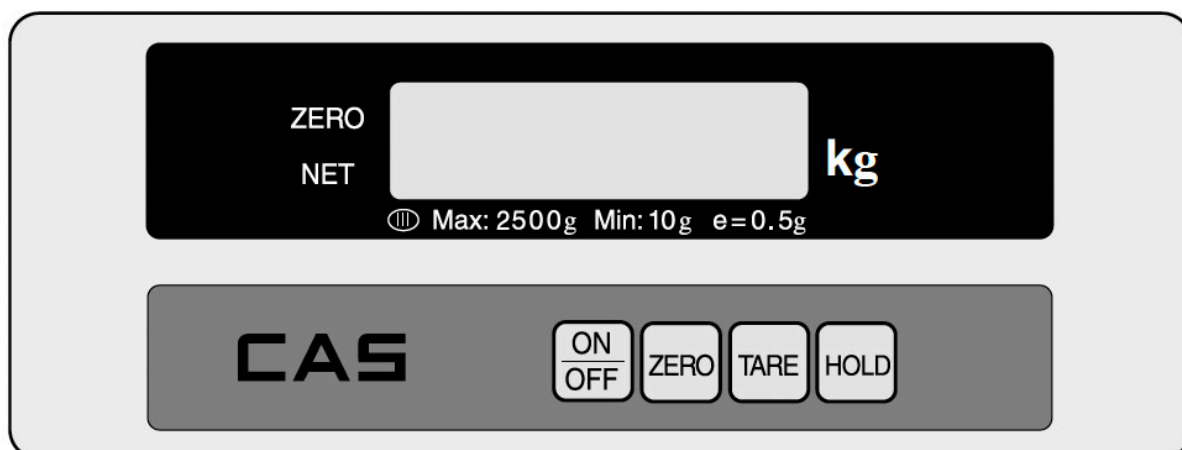 ZERO
NET
kg
Ⅲ Max: 2500g Min: 10g e=0.5g
CAS
ON
OFF
ZERO
TARE
HOLD